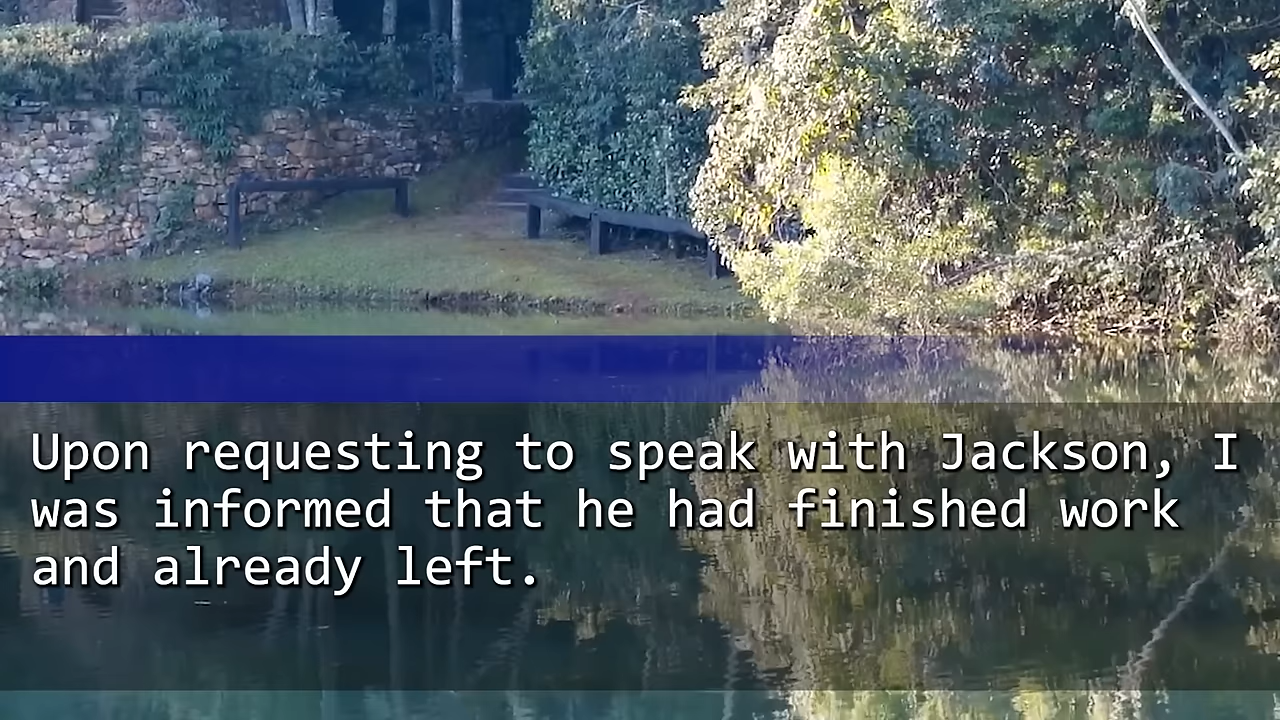 Upon requesting to speak with Jackson, I
was informed that he had finished work
and already left.